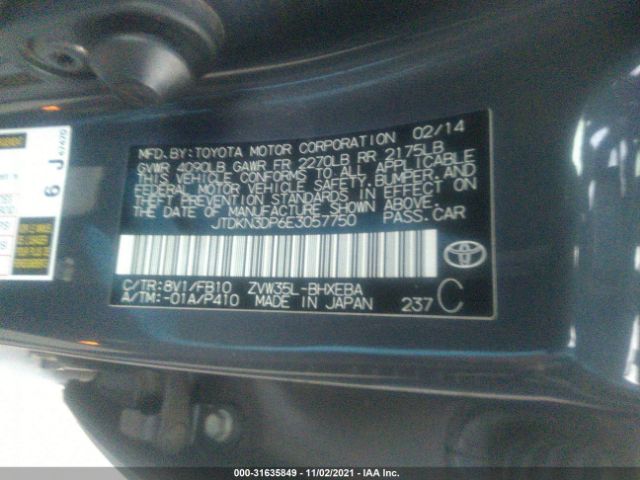 MFD.BY:TOYOTA MOTOR CORPORATION 02/14
GVWR 4090LB GAWR FR 2270LB RR 2175LB
THIS VEHICLE CONFORMS TO ALL APPLICABLE
FEDERAL MOTOR VEHICLE SAFETY,BUMPER, AND
THEFT PREVENTION STANDARDS IN EFFECT ON
THE DATE OF MANUFACTURE SHOWN ABOVE.
JTDKN3DP6E3057750 PASS.CAR
C/TR:8V1/FB10 ZVW35L-BHXEBA
A/TM:-01A/P410 MADE IN JAPAN 237 C
TOYOTA
6 J 42420
000-31635849 - 11/02/2021 - IAA Inc.